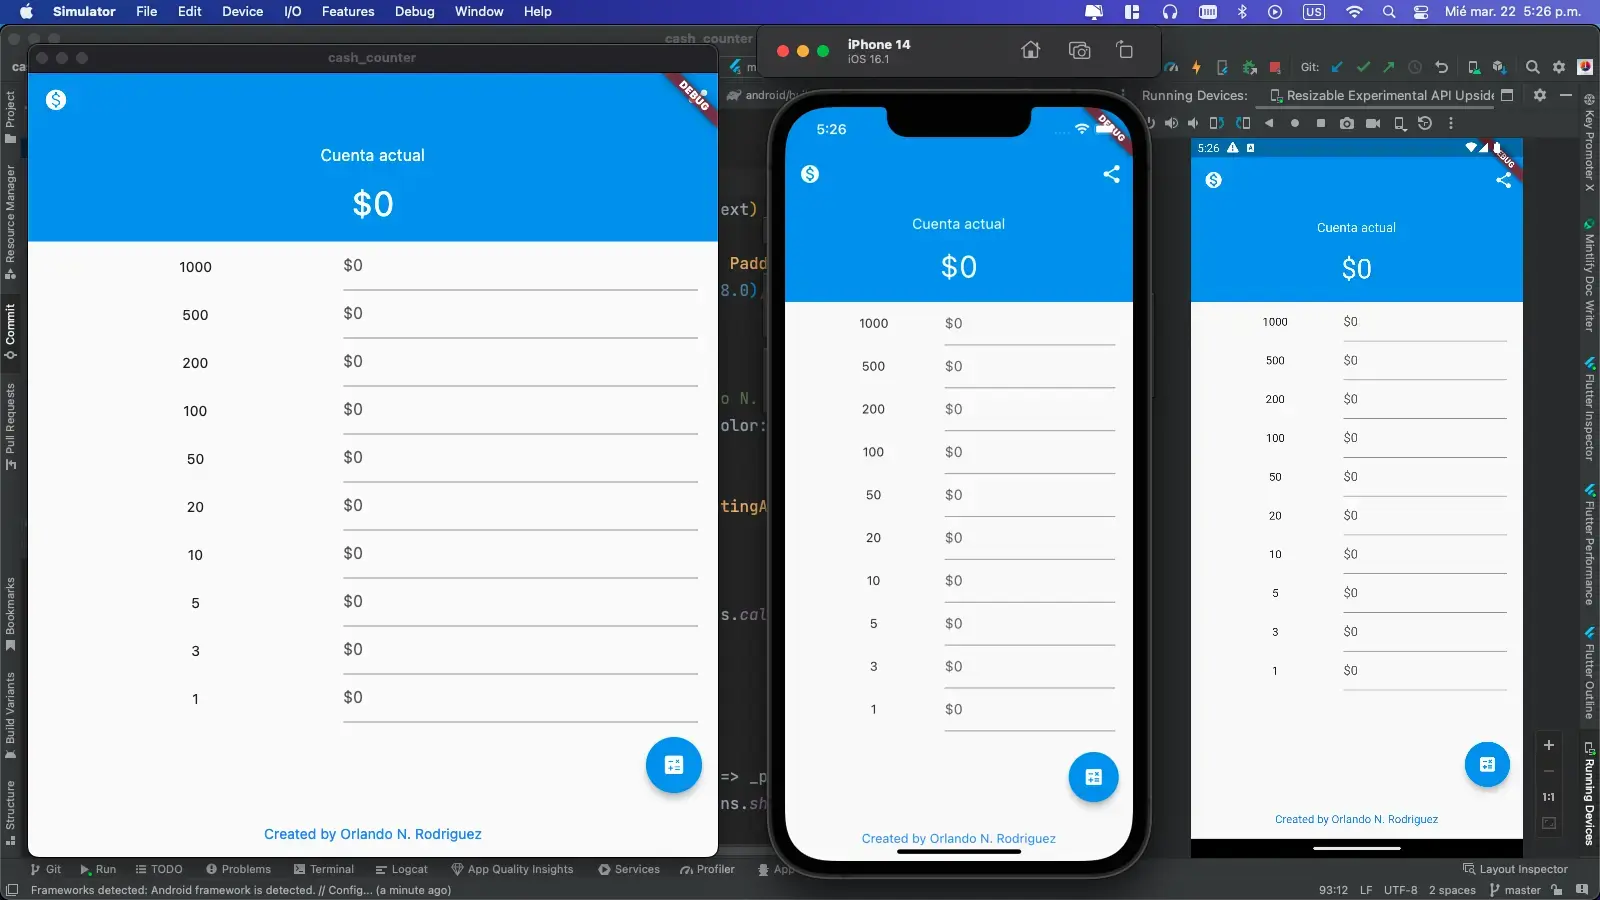 Simulator File Edit Device I/O Features Debug Window Help
US Mié mar. 22 5:26 p.m.
cash_counter
cash_counter
DEBUG
Cuenta actual
$0
1000 $0
500 $0
200 $0
100 $0
50 $0
20 $0
10 $0
5 $0
3 $0
1 $0
Created by Orlando N. Rodriguez
iPhone 14
iOS 16.1
5:26
DEBUG
Cuenta actual
$0
1000 $0
500 $0
200 $0
100 $0
50 $0
20 $0
10 $0
5 $0
3 $0
1 $0
Created by Orlando N. Rodriguez
Git:
Running Devices: Resizable Experimental API Upside
5:26
DEBUG
Cuenta actual
$0
1000 $0
500 $0
200 $0
100 $0
50 $0
20 $0
10 $0
5 $0
3 $0
1 $0
Created by Orlando N. Rodriguez
1:1
android/
ext)
Padd
8.0)
o N.
olor:
tingA
s.cal
=> _p
ns.sh
Project
Resource Manager
Commit
Pull Requests
Bookmarks
Build Variants
Structure
Key Promoter X
Mintlify Doc Writer
Flutter Inspector
Flutter Performance
Flutter Outline
Running Devices
Git Run TODO Problems Terminal Logcat App Quality Insights Services Profiler App Layout Inspector
Frameworks detected: Android framework is detected. // Config... (a minute ago) 93:12 LF UTF-8 2 spaces master